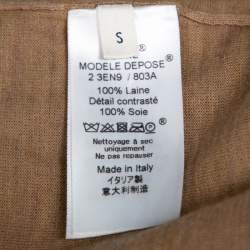 S
MODELE DEPOSE
2 3EN9 / 803A
100% Laine
Détail contrasté
100% Soie
Nettoyage à sec
uniquement
Ne pas repasser
Made in Italy
イタリア製
意大利制造